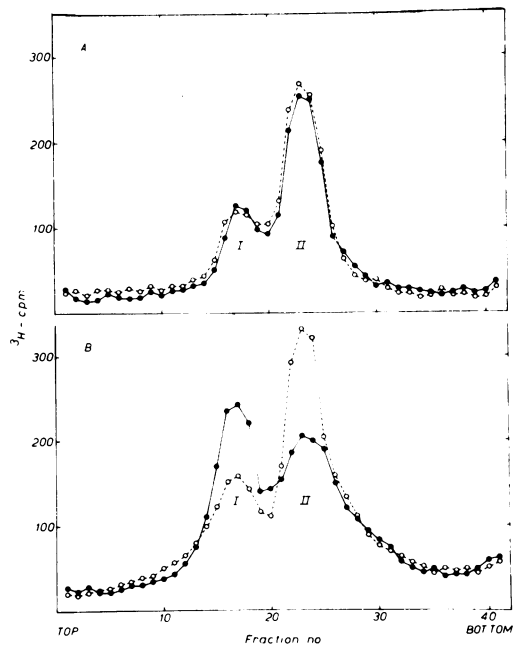 300
A
200
100
I II
³H - cpm
B
300
200
100
I II
10 20 30 40
TOP BOTTOM
Fraction no